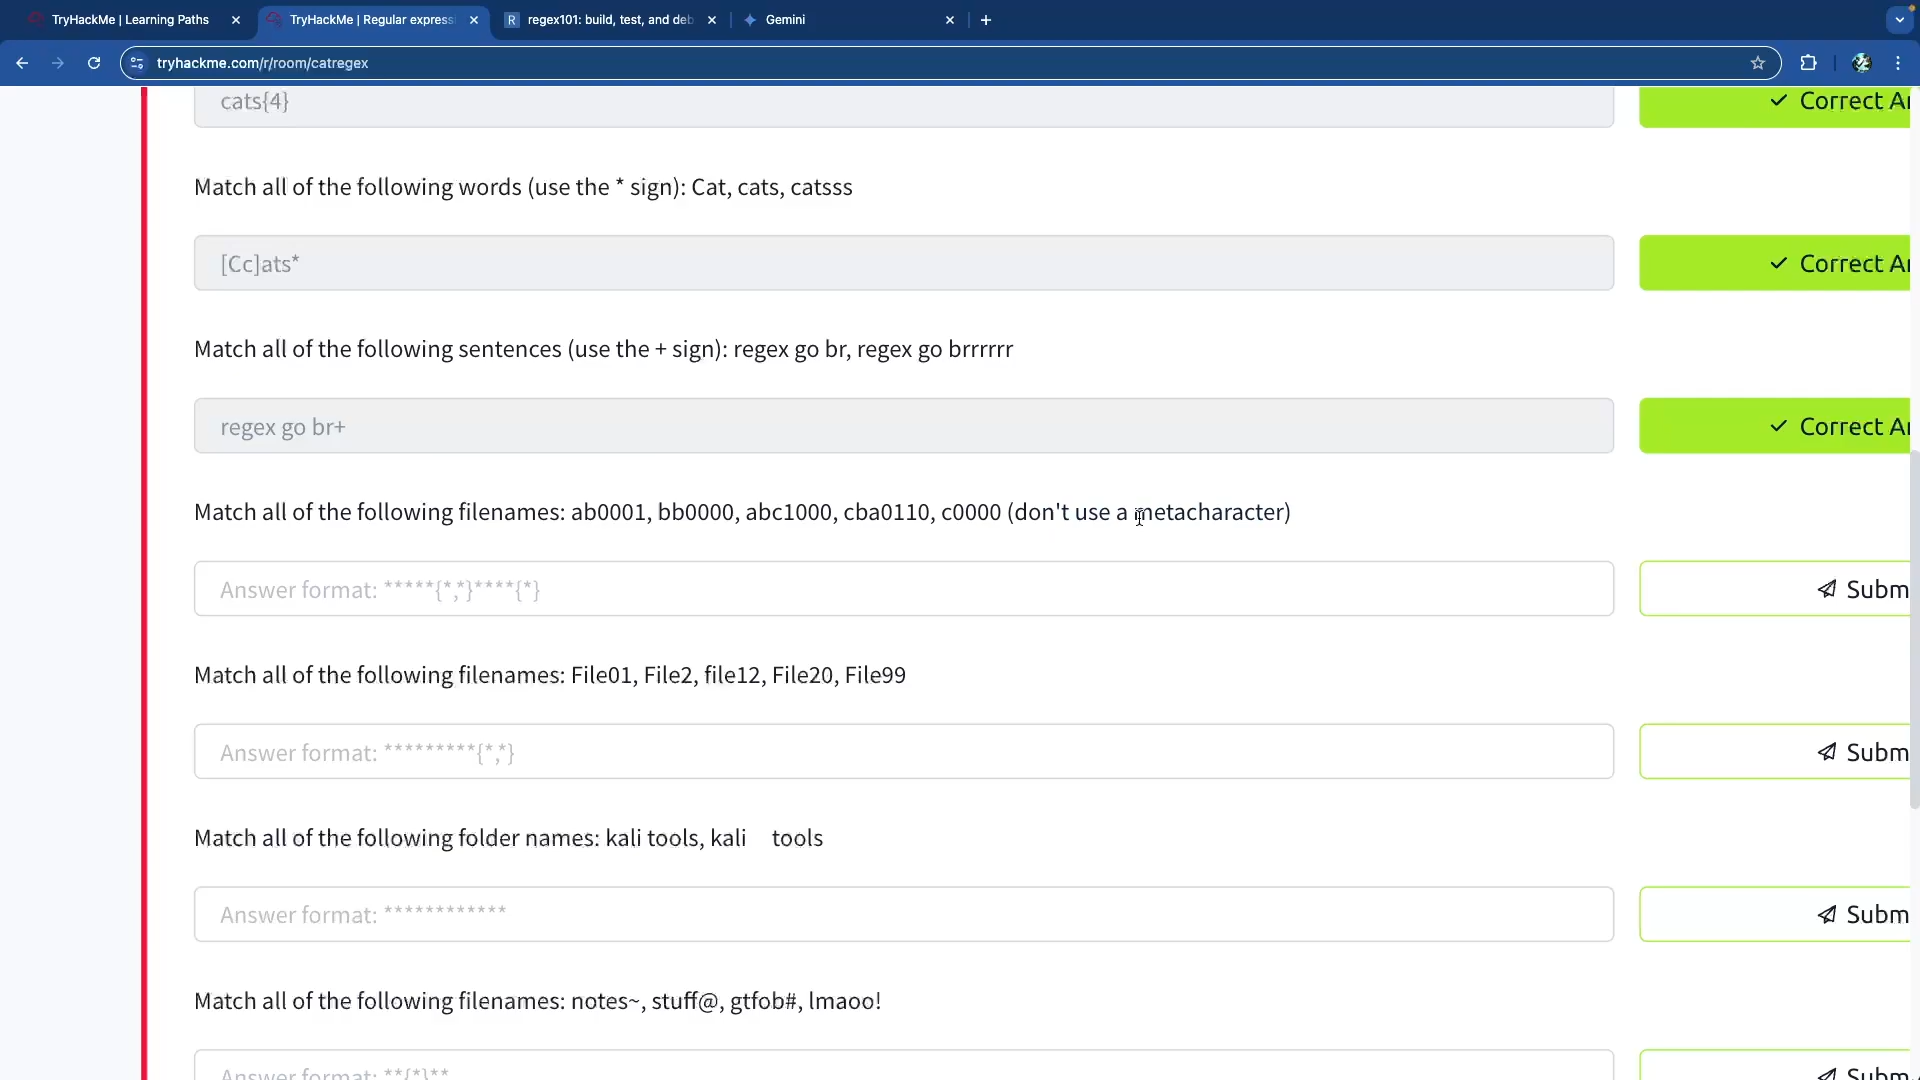 TryHackMe | Learning Paths
TryHackMe | Regular express
R regex101: build, test, and deb
Gemini
tryhackme.com/r/room/catregex
cats{4}
Correct A
Match all of the following words (use the * sign): Cat, cats, catsss
[Cc]ats*
Correct A
Match all of the following sentences (use the + sign): regex go br, regex go brrrrrr
regex go br+
Correct A
Match all of the following filenames: ab0001, bb0000, abc1000, cba0110, c0000 (don't use a metacharacter)
Answer format: *****{*,*}****{*}
Subm
Match all of the following filenames: File01, File2, file12, File20, File99
Answer format: *********{*,*}
Subm
Match all of the following folder names: kali tools, kali    tools
Answer format: ************
Subm
Match all of the following filenames: notes~, stuff@, gtfob#, lmaoo!
Answer format: **{*}**
Subm